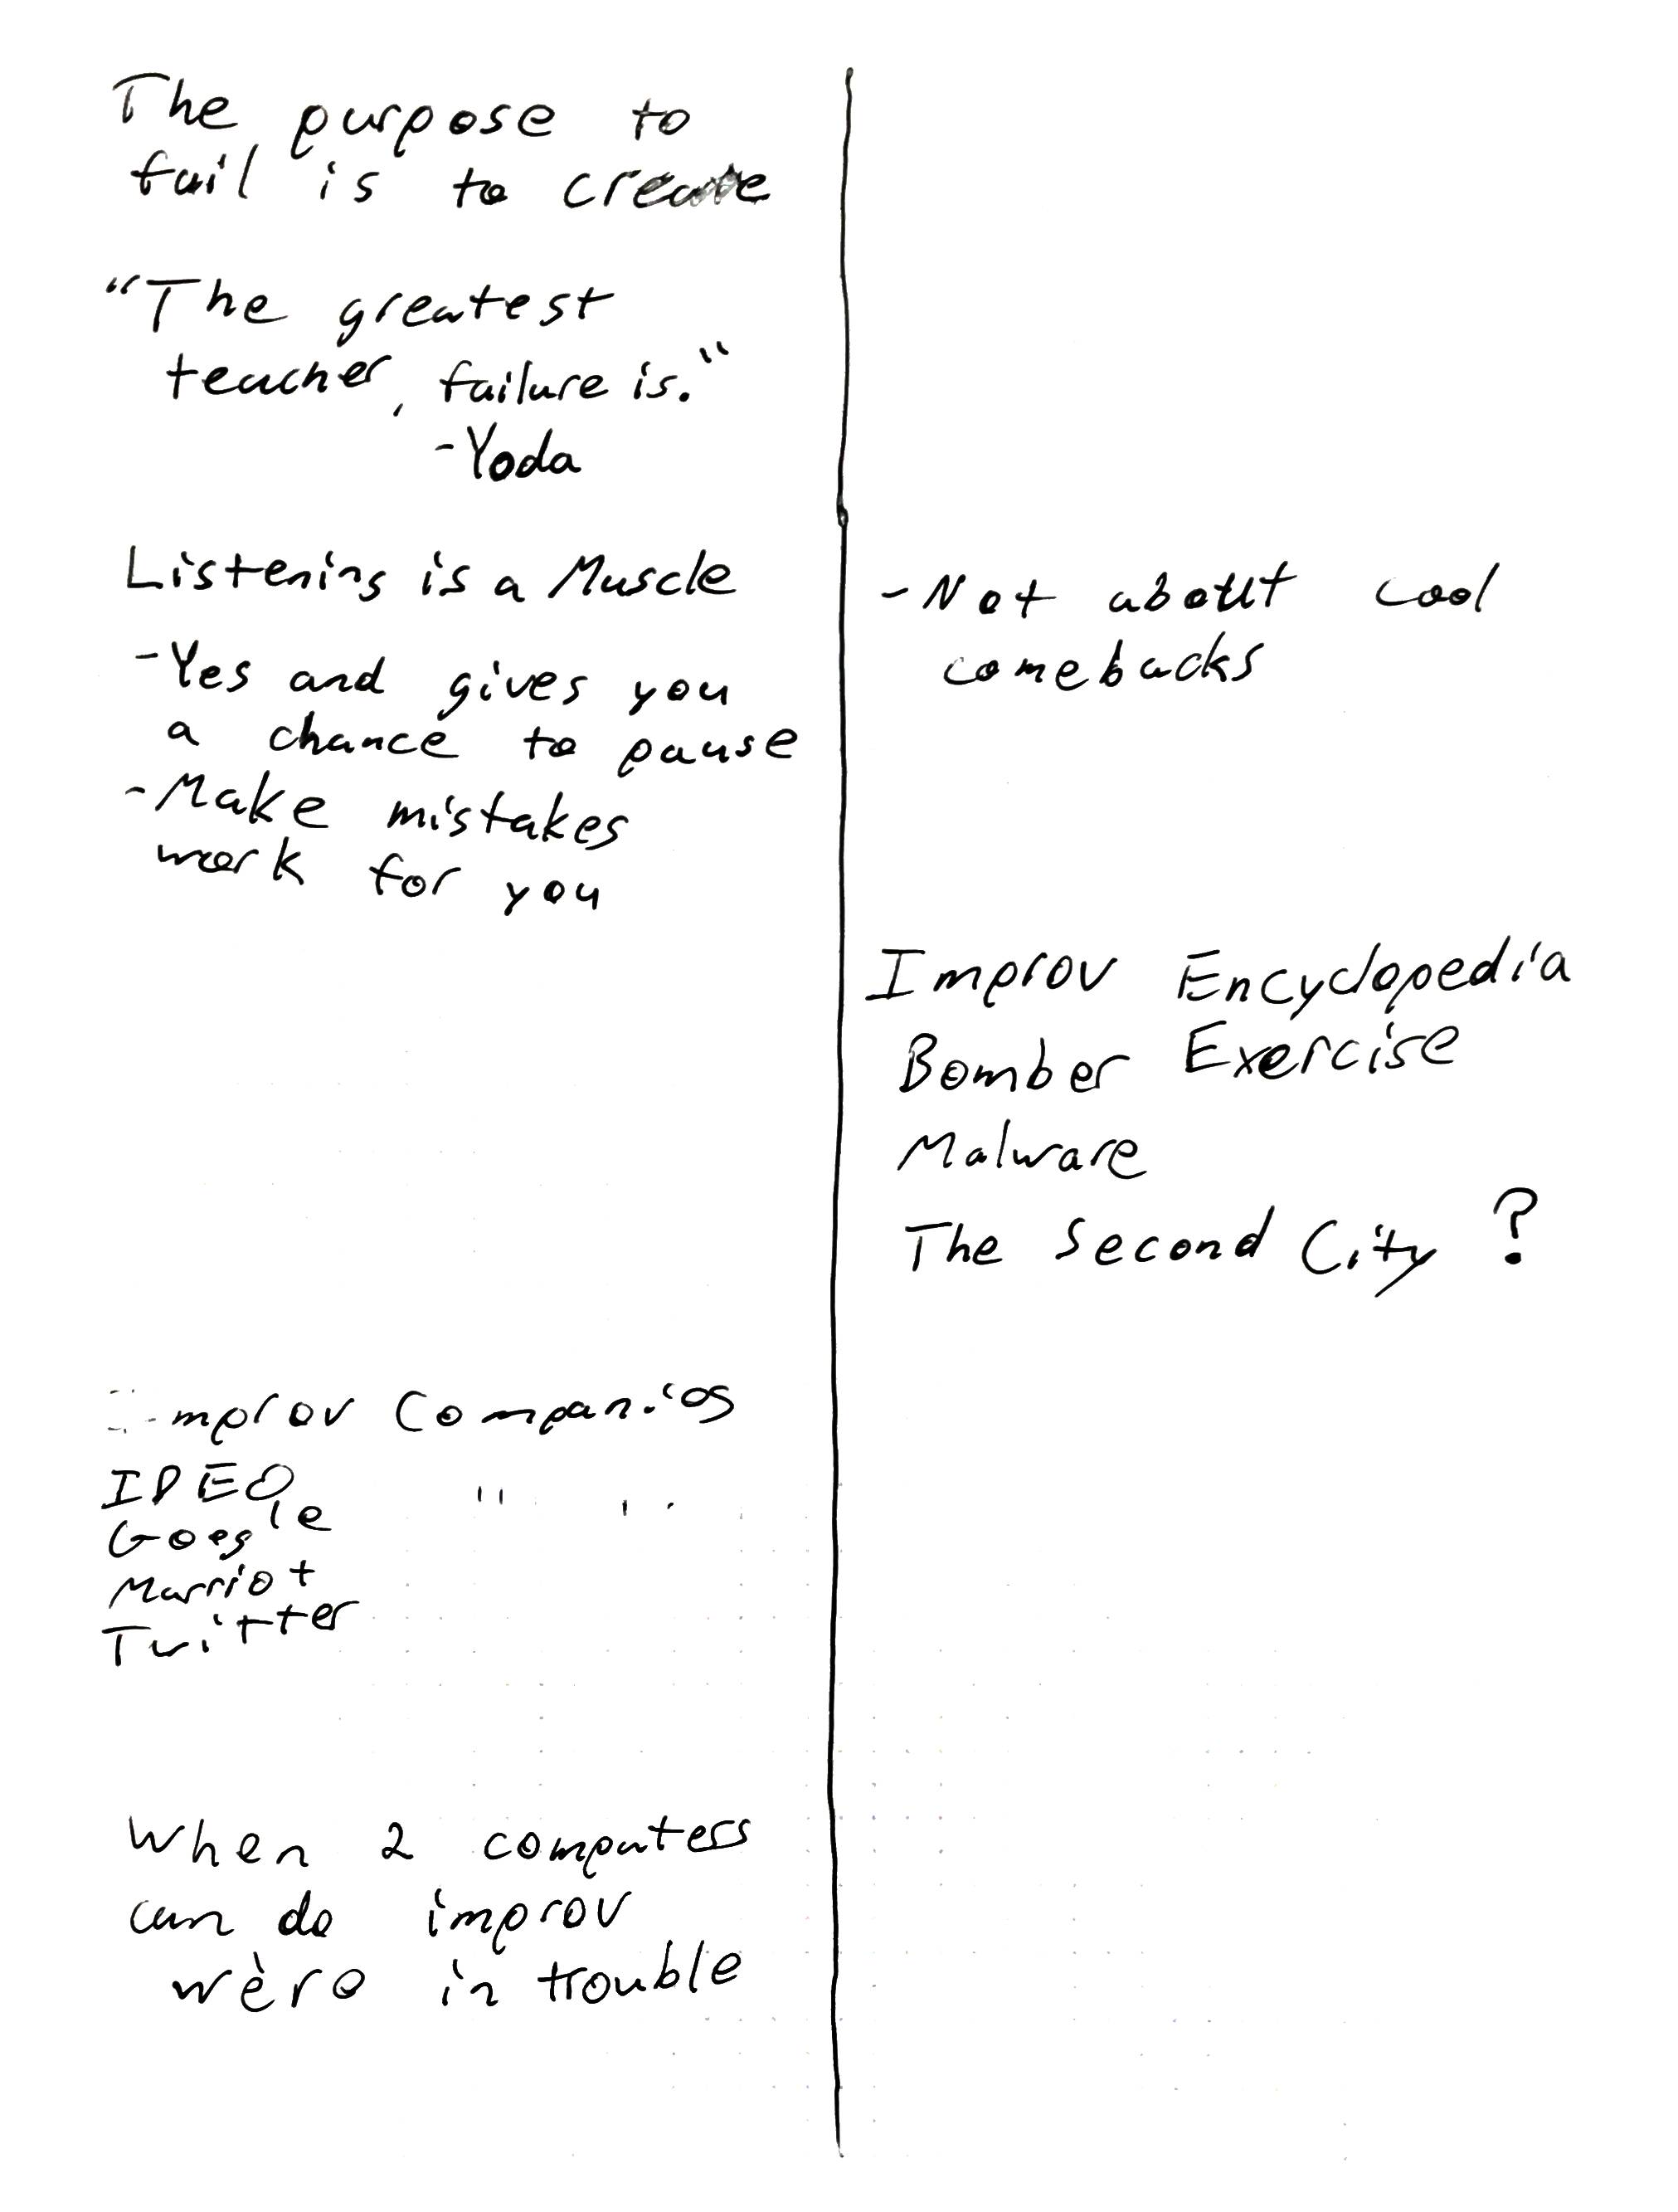 The purpose to
fail is to create
"The greatest
teacher, failure is."
-Yoda
Listening is a Muscle
-Yes and gives you
a chance to pause
-Make mistakes
work for you
-Not about cool
comebacks
Improv Encyclopedia
Bomber Exercise
Malware
The Second City ?
Improv Companies
IDEO " "
Google
Marriot
Twitter
When 2 computers
can do improv
we're in trouble